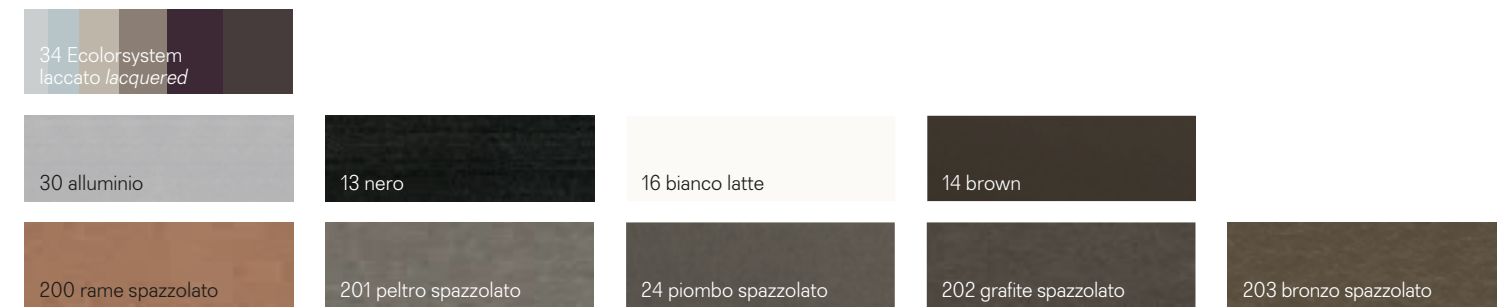 34 Ecolorsystem
laccato lacquered
30 alluminio
13 nero
16 bianco latte
14 brown
200 rame spazzolato
201 peltro spazzolato
24 piombo spazzolato
202 grafite spazzolato
203 bronzo spazzolato